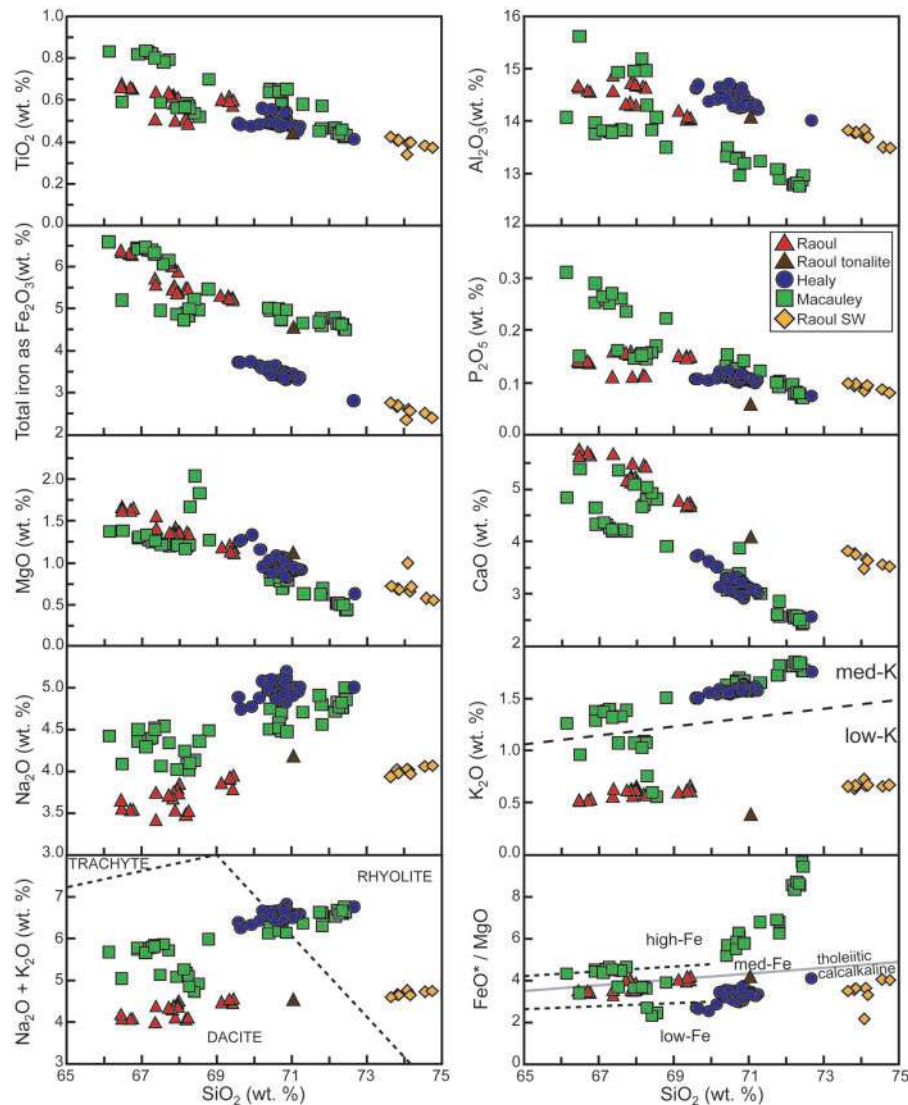 1.0
0.8
0.6
0.4
0.2
0.0
TiO2 (wt. %)
16
15
14
13
12
Al2O3(wt. %)
6
5
4
3
2
Total iron as Fe2O3(wt. %)
0.3
0.2
0.1
0.0
P2O5 (wt. %)
Raoul
Raoul tonalite
Healy
Macauley
Raoul SW
2.0
1.5
1.0
0.5
0.0
MgO (wt. %)
5
4
3
2
CaO (wt. %)
5.0
4.5
4.0
3.5
3.0
Na2O (wt. %)
1.5
1.0
0.5
0.0
K2O (wt. %)
med-K
low-K
TRACHYTE
RHYOLITE
DACITE
8
7
6
5
4
3
Na2O + K2O (wt. %)
65 67 69 71 73 75
SiO2 (wt. %)
8
6
4
2
0
FeO* / MgO
high-Fe
med-Fe
tholeiitic
calcalkaline
low-Fe
65 67 69 71 73 75
SiO2 (wt. %)